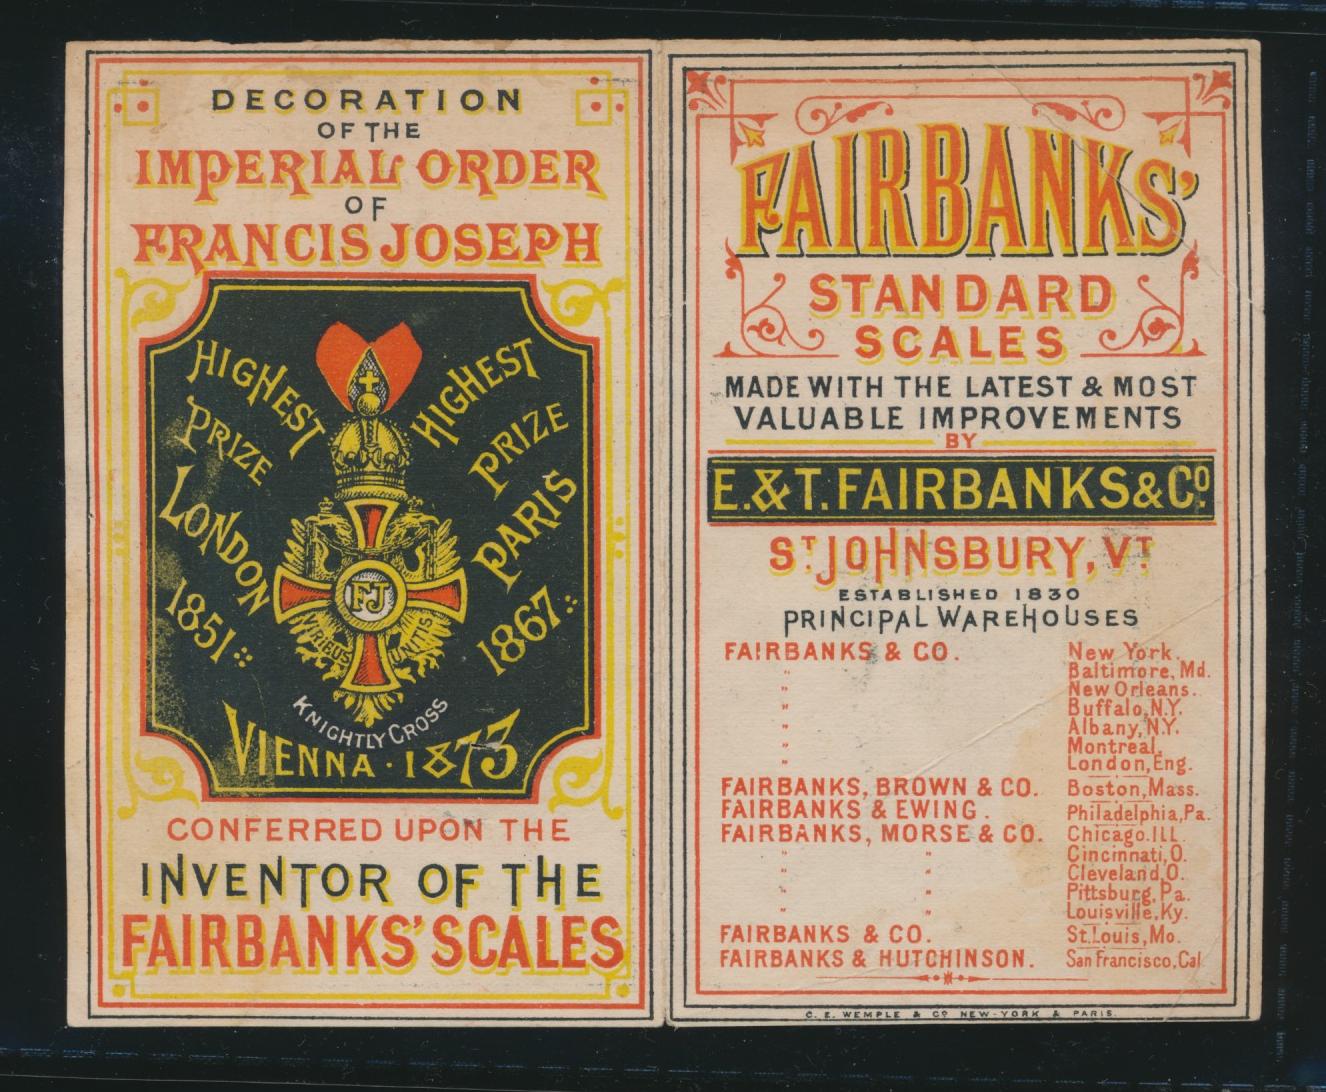 DECORATION
OF THE
IMPERIAL ORDER
OF
FRANCIS JOSEPH
HIGHEST
PRIZE
LONDON
1851
HIGHEST
PRIZE
PARIS
1867
FJ
VIRIBUS UNITIS
KNIGHTLY CROSS
VIENNA · 1873
CONFERRED UPON THE
INVENTOR OF THE
FAIRBANKS' SCALES
FAIRBANKS'
STANDARD
SCALES
MADE WITH THE LATEST & MOST
VALUABLE IMPROVEMENTS
BY
E. & T. FAIRBANKS & CO.
ST JOHNSBURY, VT
ESTABLISHED 1830
PRINCIPAL WAREHOUSES
FAIRBANKS & CO. New York.
" Baltimore, Md.
" New Orleans.
" Buffalo, N.Y.
" Albany, N.Y.
" Montreal.
" London, Eng.
FAIRBANKS, BROWN & CO. Boston, Mass.
FAIRBANKS & EWING. Philadelphia, Pa.
FAIRBANKS, MORSE & CO. Chicago. ILL
" " Cincinnati, O.
" " Cleveland, O.
" " Pittsburg, Pa.
" " Louisville, Ky.
FAIRBANKS & CO. St. Louis, Mo.
FAIRBANKS & HUTCHINSON. San Francisco, Cal
C. E. WEMPLE & CO NEW-YORK & PARIS.